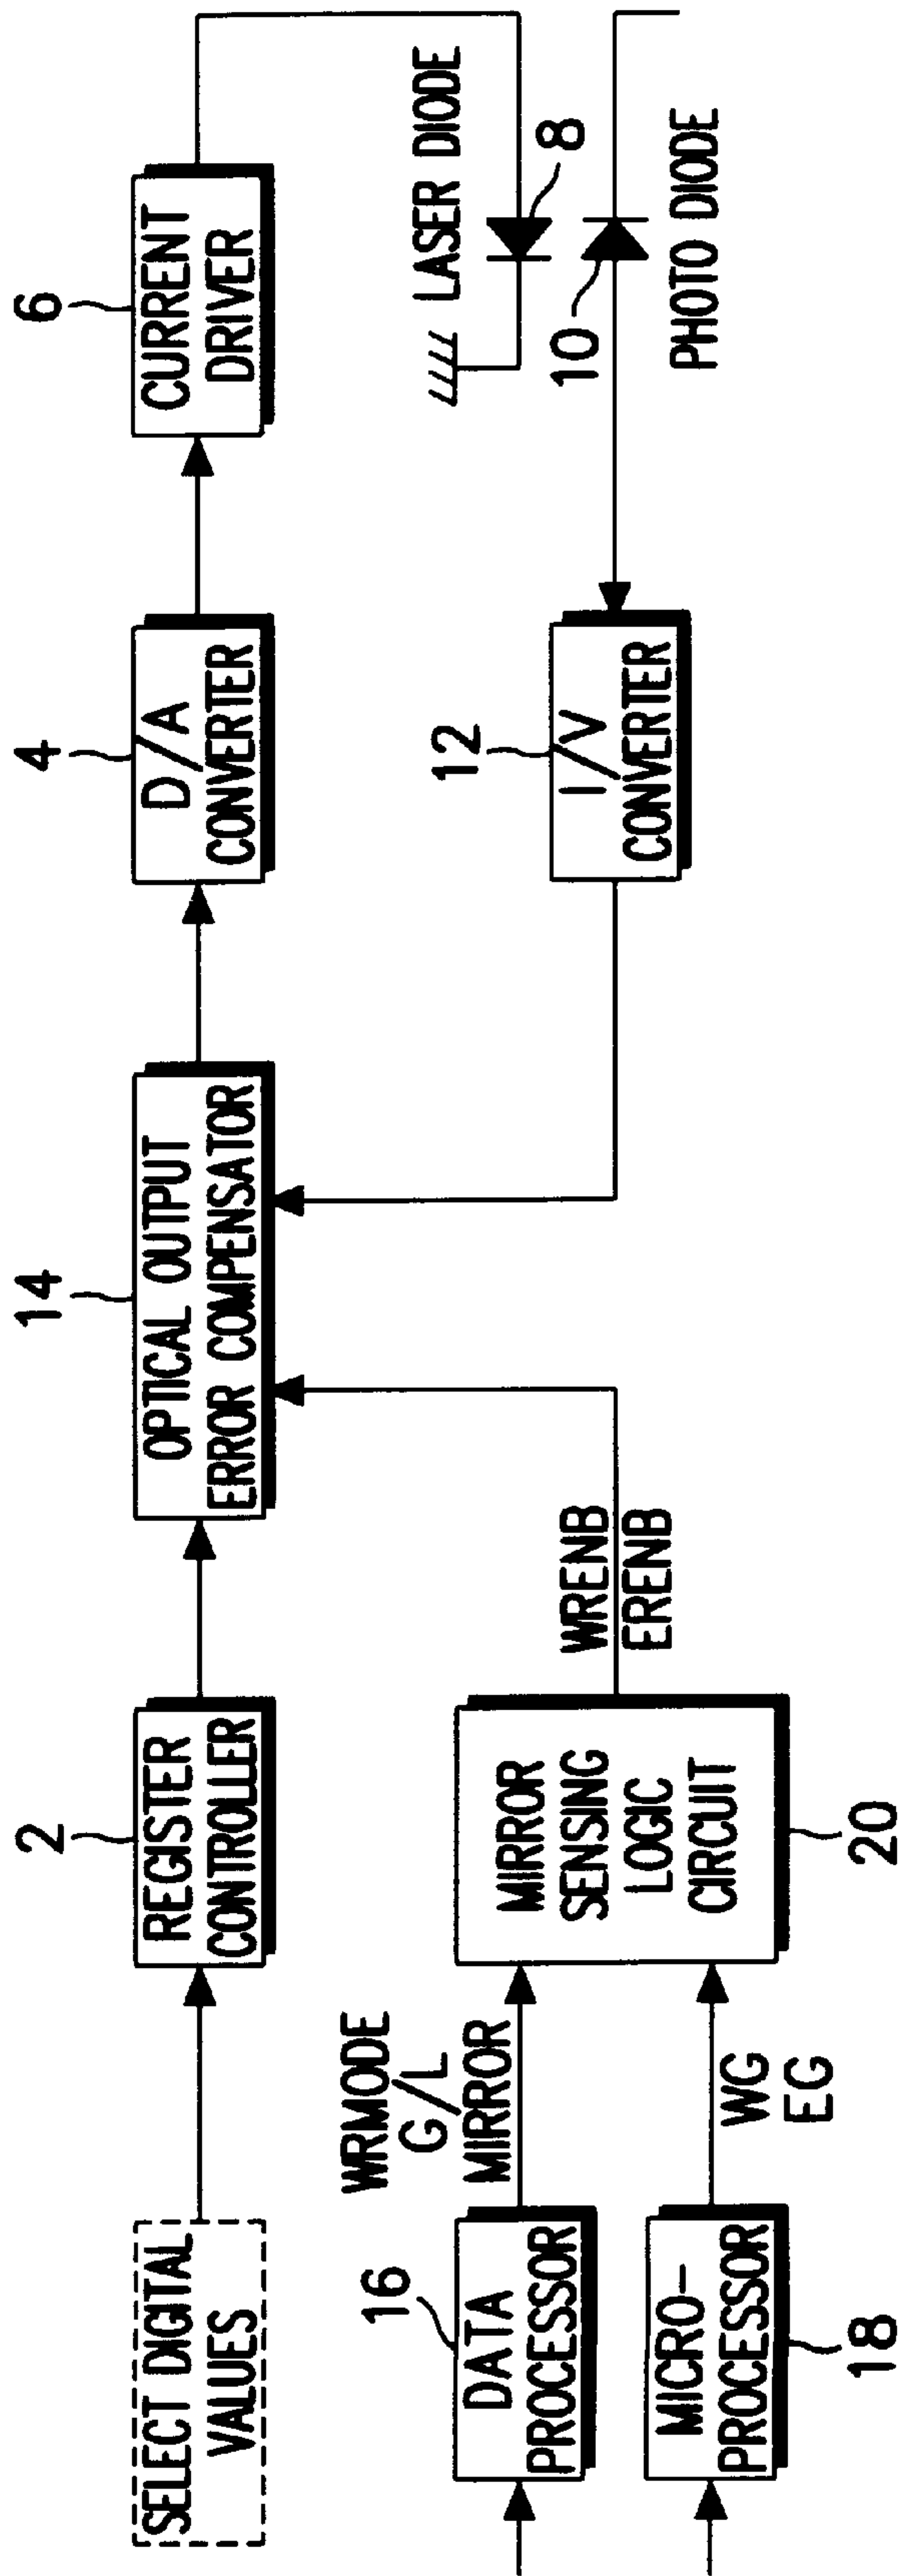 SELECT DIGITAL
VALUES
2
REGISTER
CONTROLLER
14
OPTICAL OUTPUT
ERROR COMPENSATOR
4
D/A
CONVERTER
6
CURRENT
DRIVER
LASER DIODE
8
10
PHOTO DIODE
12
I/V
CONVERTER
WRENB
ERENB
16
DATA
PROCESSOR
WRMODE
G/L
MIRROR
MIRROR
SENSING
LOGIC
CIRCUIT
20
MICRO-
PROCESSOR
18
WG
EG